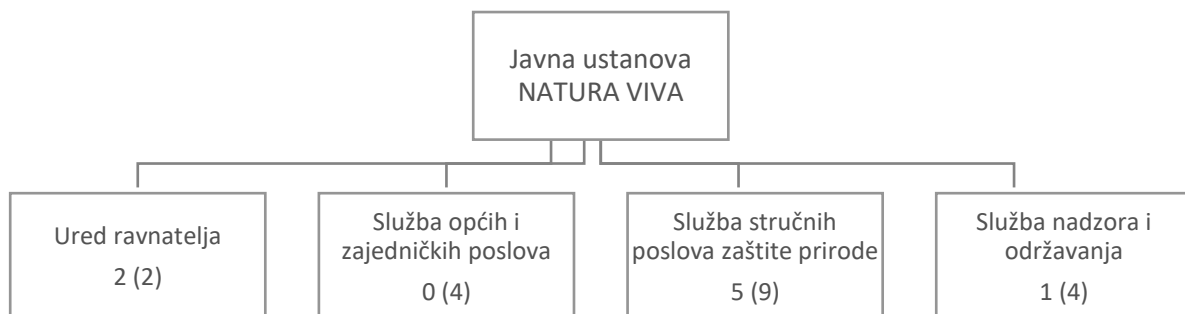 Javna ustanova
NATURA VIVA
Ured ravnatelja
2 (2)
Služba općih i
zajedničkih poslova
0 (4)
Služba stručnih
poslova zaštite prirode
5 (9)
Služba nadzora i
održavanja
1 (4)